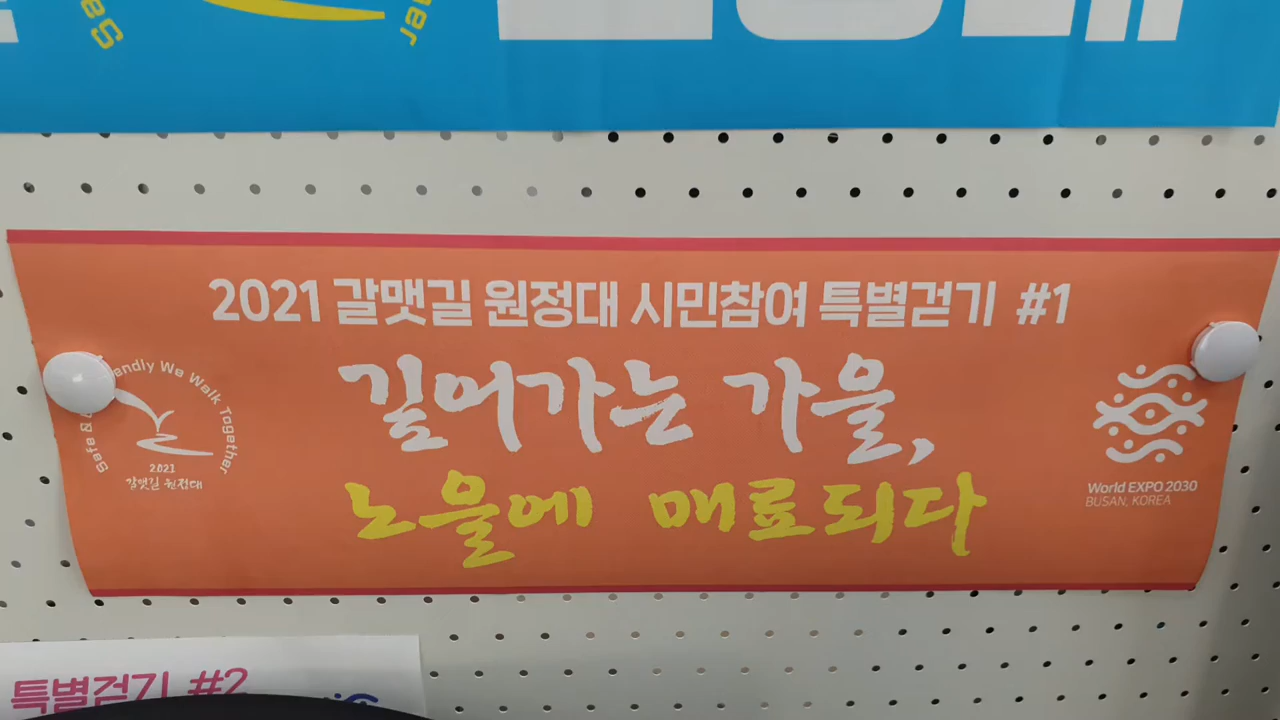 2021 갈맷길 원정대 시민참여 특별걷기 #1
깊어가는 가을,
노을에 매료되다
Safe & We Walk Together
2021
갈맷길 원정대
World EXPO 2030
BUSAN, KOREA
특별걷기 #2